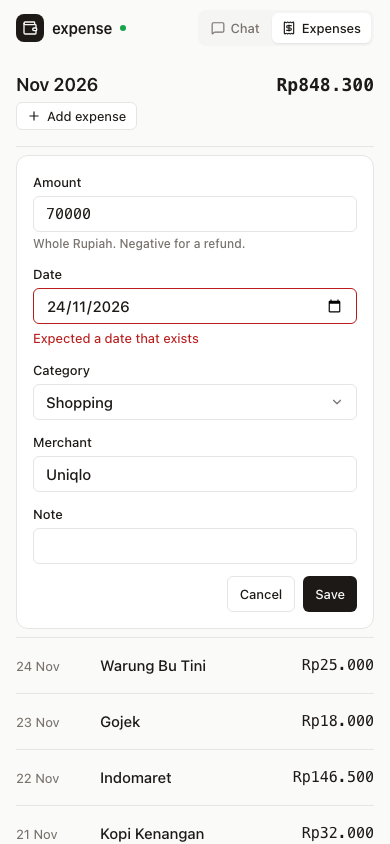 expense
Chat
Expenses
Nov 2026
Rp848.300
Add expense
Amount
70000
Whole Rupiah. Negative for a refund.
Date
24/11/2026
Expected a date that exists
Category
Shopping
Merchant
Uniqlo
Note
Cancel
Save
24 Nov Warung Bu Tini Rp25.000
23 Nov Gojek Rp18.000
22 Nov Indomaret Rp146.500
21 Nov Kopi Kenangan Rp32.000